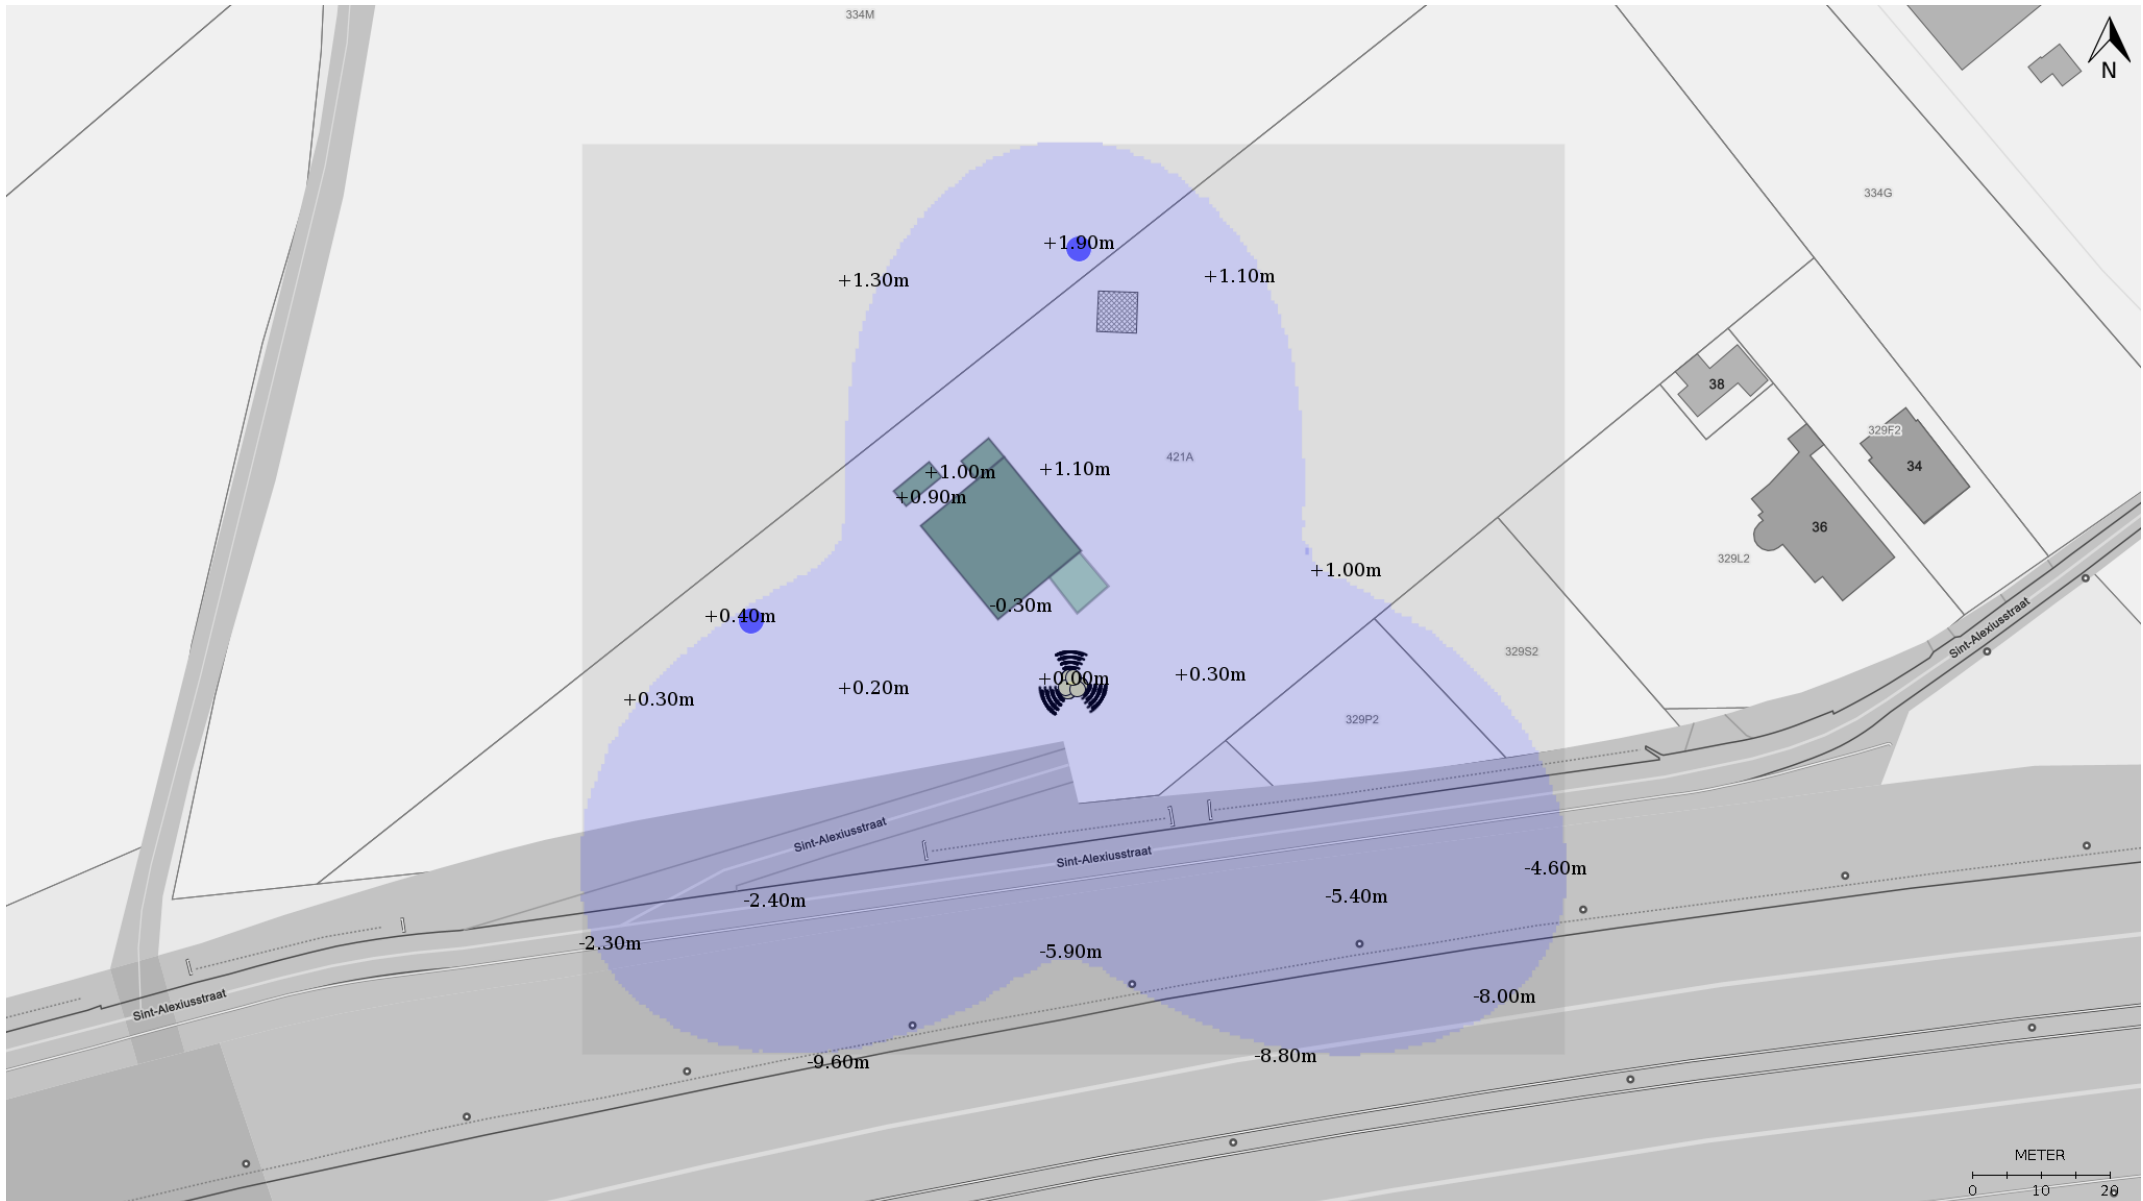 334M
N
334G
+1.90m
+1.30m
+1.10m
38
329F2
34
421A
+1.00m
+1.10m
+0.90m
36
329L2
+1.00m
-0.30m
+0.40m
Sint-Alexiusstraat
329S2
+0.30m
+0.20m
+0.00m
+0.30m
329P2
Sint-Alexiusstraat
Sint-Alexiusstraat
-4.60m
-2.40m
-5.40m
-2.30m
-5.90m
-8.00m
Sint-Alexiusstraat
-9.60m
-8.80m
METER
0 10 20